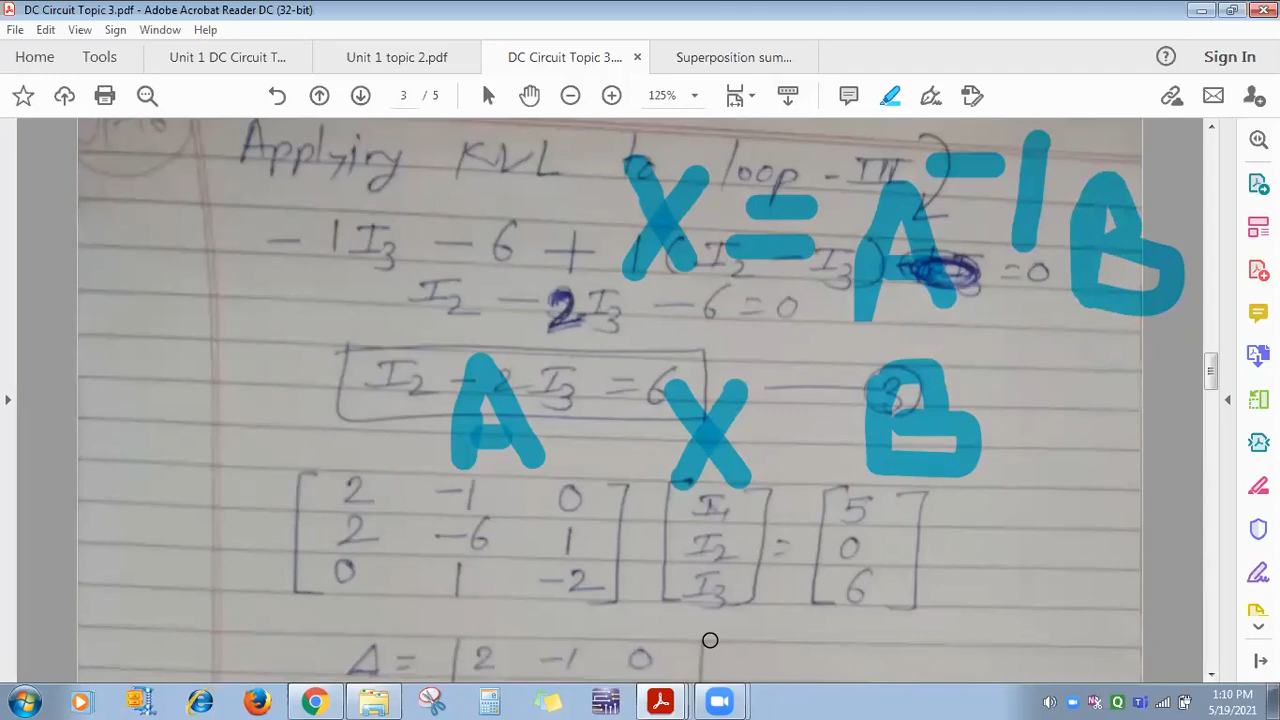 DC Circuit Topic 3.pdf - Adobe Acrobat Reader DC (32-bit)
File Edit View Sign Window Help
Home Tools Unit 1 DC Circuit T... Unit 1 topic 2.pdf DC Circuit Topic 3.... × Superposition sum... Sign In
3 / 5 125%
Applying KVL to loop - III
X = A -1 B
- 1I3 - 6 + 1(I2 - I3) = 0
I2 - 2I3 - 6 = 0
I2 - 2I3 = 6 3
A X B
2 -1 0 I1 5
2 -6 1 I2 = 0
0 1 -2 I3 6
Δ = | 2 -1 0 |
1:10 PM
5/19/2021